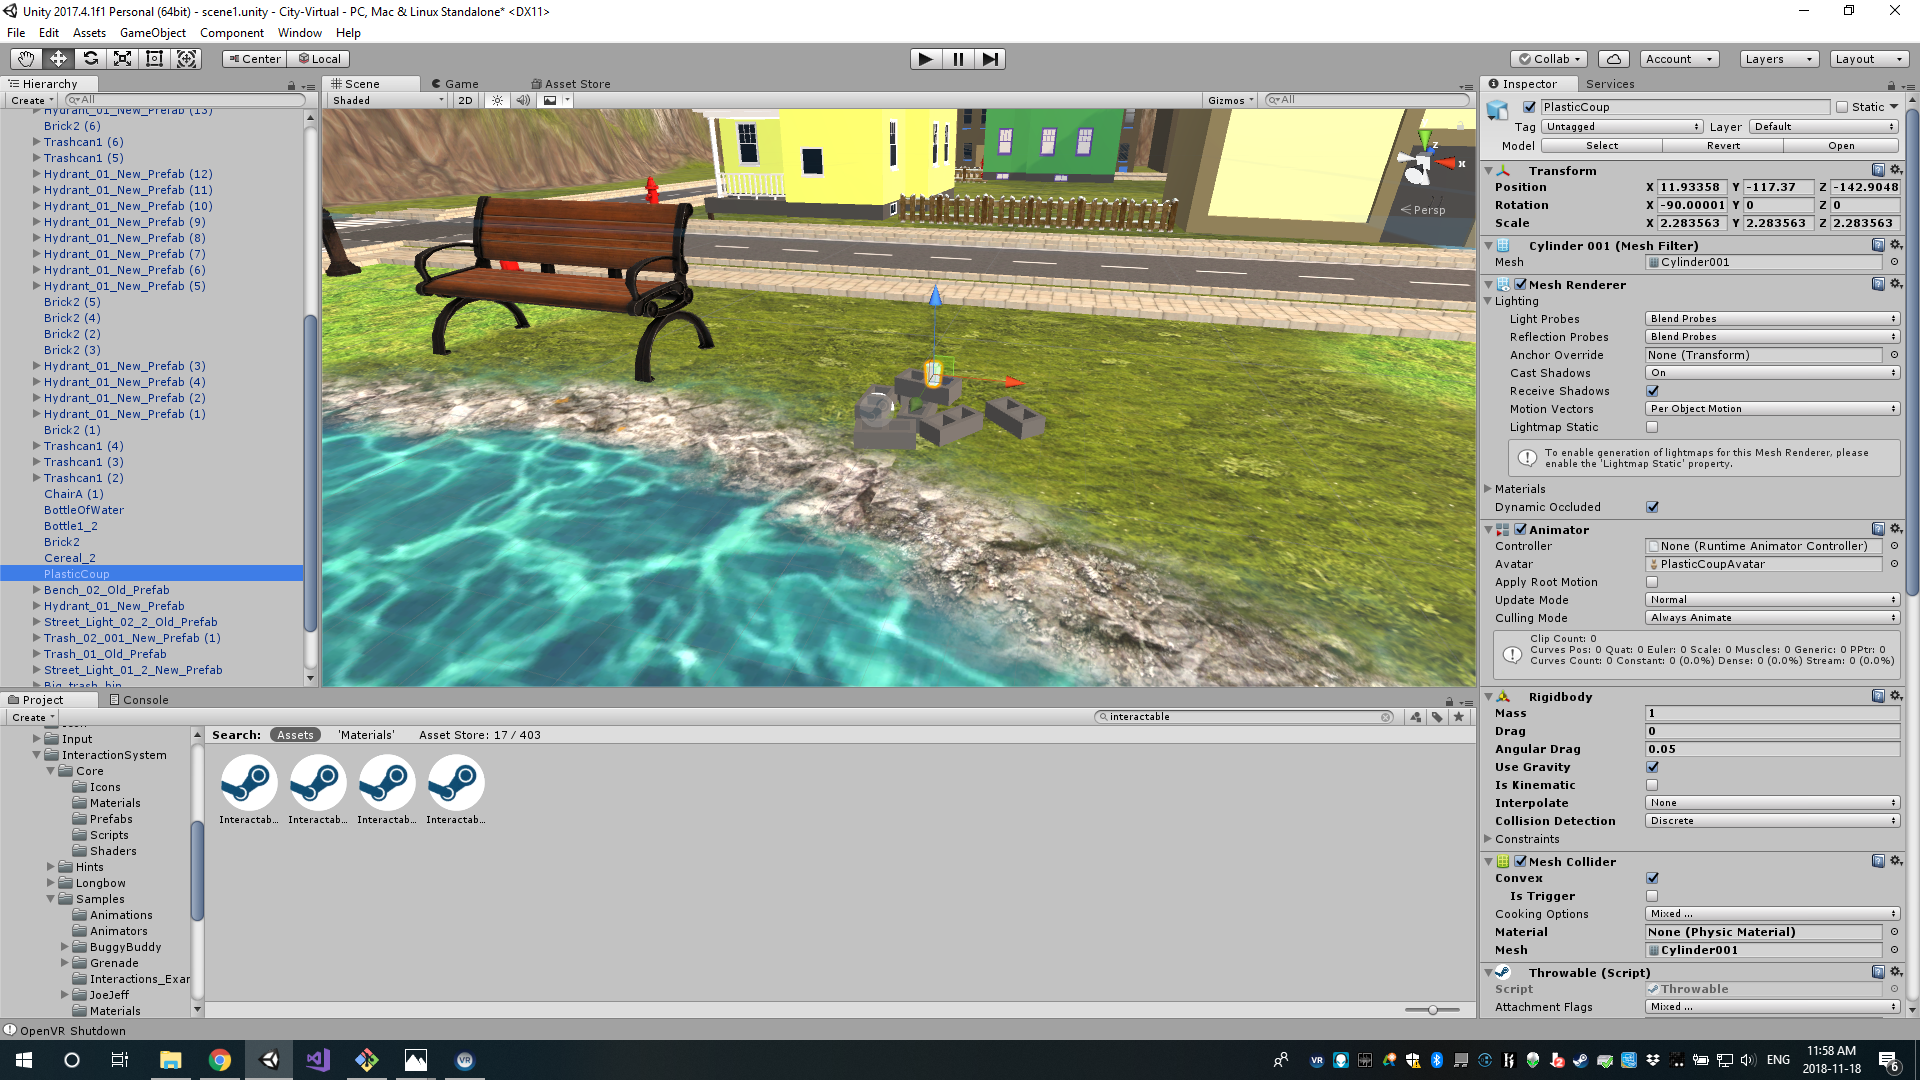 Unity 2017.4.1f1 Personal (64bit) - scene1.unity - City-Virtual - PC, Mac & Linux Standalone* <DX11>
File Edit Assets GameObject Component Window Help
Center Local
Collab Account Layers Layout
Hierarchy
Create All
Hydrant_01_New_Prefab (13)
Brick2 (6)
Trashcan1 (6)
Trashcan1 (5)
Hydrant_01_New_Prefab (12)
Hydrant_01_New_Prefab (11)
Hydrant_01_New_Prefab (10)
Hydrant_01_New_Prefab (9)
Hydrant_01_New_Prefab (8)
Hydrant_01_New_Prefab (7)
Hydrant_01_New_Prefab (6)
Hydrant_01_New_Prefab (5)
Brick2 (5)
Brick2 (4)
Brick2 (2)
Brick2 (3)
Hydrant_01_New_Prefab (3)
Hydrant_01_New_Prefab (4)
Hydrant_01_New_Prefab (2)
Hydrant_01_New_Prefab (1)
Brick2 (1)
Trashcan1 (4)
Trashcan1 (3)
Trashcan1 (2)
ChairA (1)
BottleOfWater
Bottle1_2
Brick2
Cereal_2
PlasticCoup
Bench_02_Old_Prefab
Hydrant_01_New_Prefab
Street_Light_02_2_Old_Prefab
Trash_02_001_New_Prefab (1)
Trash_01_Old_Prefab
Street_Light_01_2_New_Prefab
Big_trash_bin
Scene Game Asset Store
Shaded 2D Gizmos All
z
x
Persp
Inspector Services
PlasticCoup Static
Tag Untagged Layer Default
Model Select Revert Open
Transform
Position X 11.93358 Y -117.37 Z -142.9048
Rotation X -90.00001 Y 0 Z 0
Scale X 2.283563 Y 2.283563 Z 2.283563
Cylinder 001 (Mesh Filter)
Mesh Cylinder001
Mesh Renderer
Lighting
Light Probes Blend Probes
Reflection Probes Blend Probes
Anchor Override None (Transform)
Cast Shadows On
Receive Shadows
Motion Vectors Per Object Motion
Lightmap Static
To enable generation of lightmaps for this Mesh Renderer, please
enable the 'Lightmap Static' property.
Materials
Dynamic Occluded
Animator
Controller None (Runtime Animator Controller)
Avatar PlasticCoupAvatar
Apply Root Motion
Update Mode Normal
Culling Mode Always Animate
Clip Count: 0
Curves Pos: 0 Quat: 0 Euler: 0 Scale: 0 Muscles: 0 Generic: 0 PPtr: 0
Curves Count: 0 Constant: 0 (0.0%) Dense: 0 (0.0%) Stream: 0 (0.0%)
Rigidbody
Mass 1
Drag 0
Angular Drag 0.05
Use Gravity
Is Kinematic
Interpolate None
Collision Detection Discrete
Constraints
Mesh Collider
Convex
Is Trigger
Cooking Options Mixed ...
Material None (Physic Material)
Mesh Cylinder001
Throwable (Script)
Script Throwable
Attachment Flags Mixed ...
Project Console
Create interactable
Input
InteractionSystem
Core
Icons
Materials
Prefabs
Scripts
Shaders
Hints
Longbow
Samples
Animations
Animators
BuggyBuddy
Grenade
Interactions_Exar
JoeJeff
Materials
Search: Assets 'Materials' Asset Store: 17 / 403
Interactab... Interactab... Interactab... Interactab...
OpenVR Shutdown
VR VR ENG 11:58 AM
2018-11-18 6